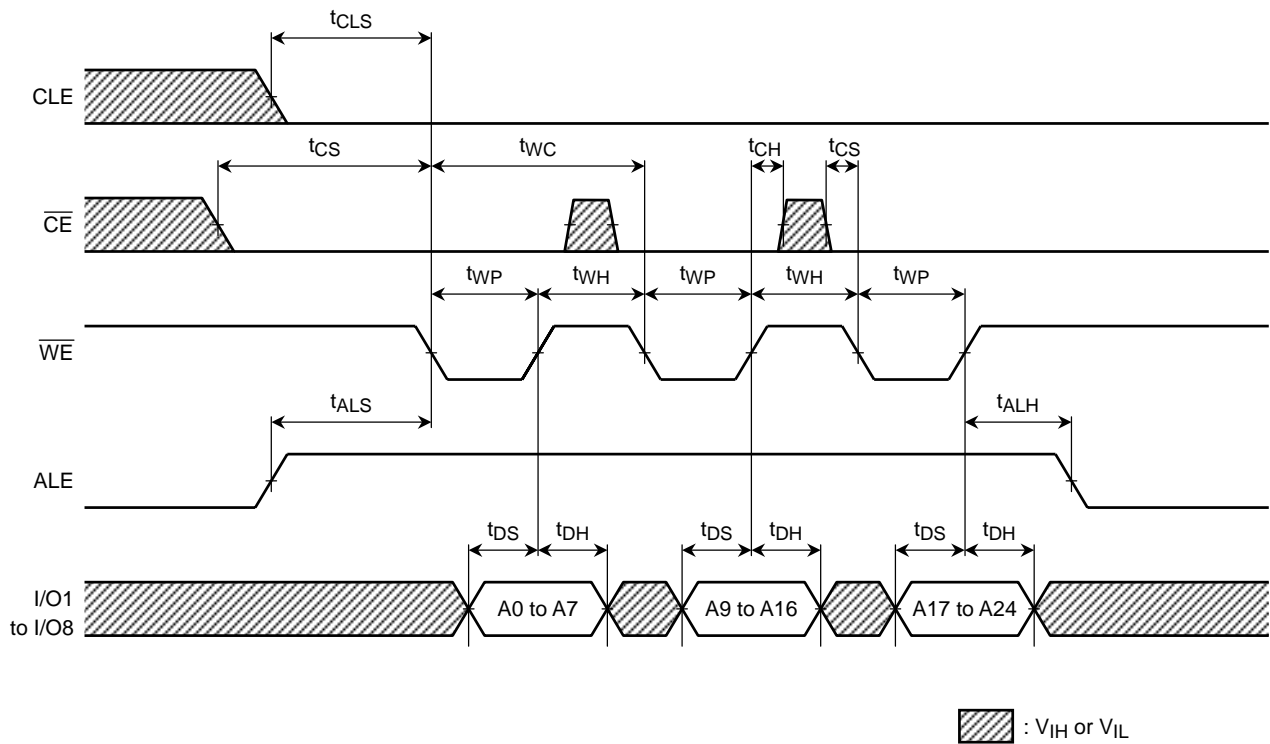 tCLS
CLE
tCS tWC tCH tCS
CE
tWP tWH tWP tWH tWP
WE
tALS tALH
ALE
tDS tDH tDS tDH tDS tDH
I/O1
to I/O8
A0 to A7 A9 to A16 A17 to A24
: VIH or VIL